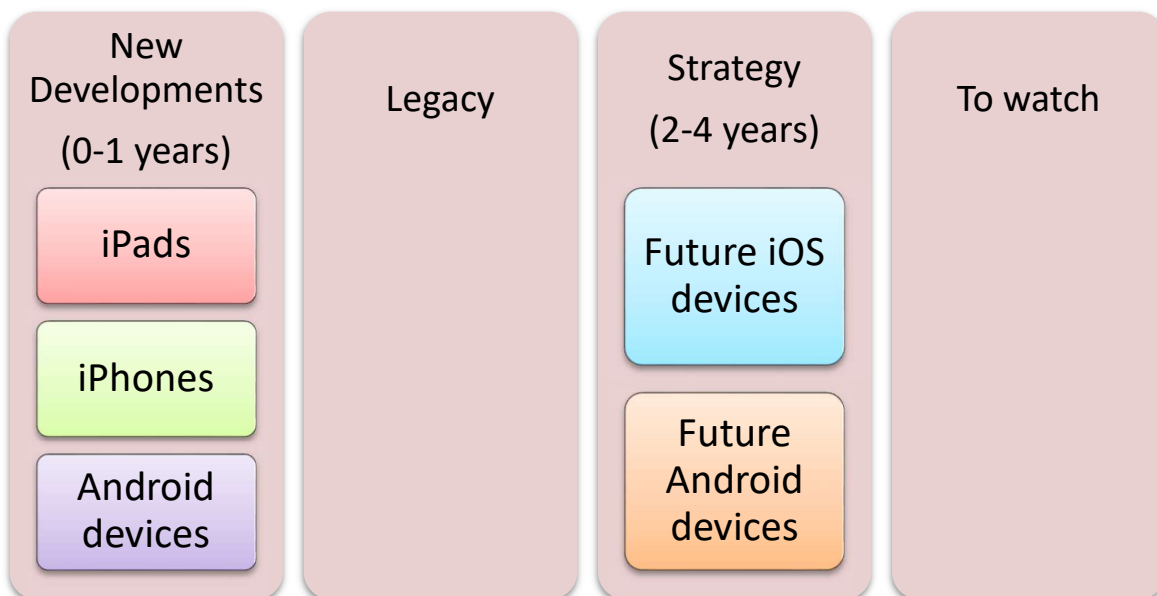 New
Developments
(0-1 years)
iPads
iPhones
Android
devices
Legacy
Strategy
(2-4 years)
Future iOS
devices
Future
Android
devices
To watch